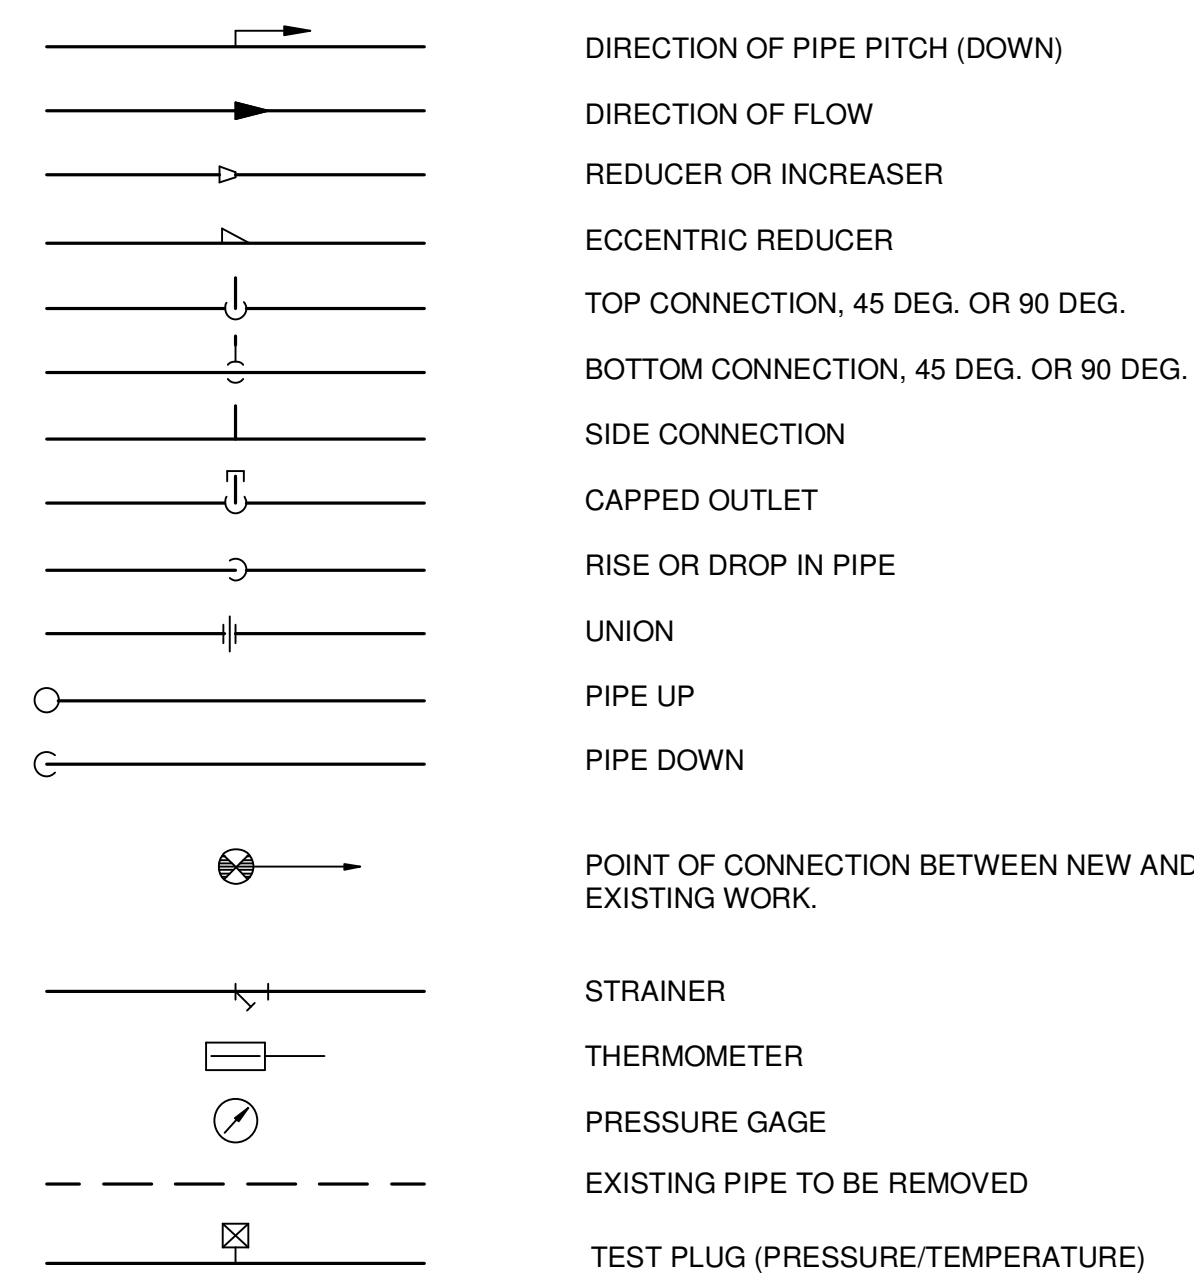 DIRECTION OF PIPE PITCH (DOWN)
DIRECTION OF FLOW
REDUCER OR INCREASER
ECCENTRIC REDUCER
TOP CONNECTION, 45 DEG. OR 90 DEG.
BOTTOM CONNECTION, 45 DEG. OR 90 DEG.
SIDE CONNECTION
CAPPED OUTLET
RISE OR DROP IN PIPE
UNION
PIPE UP
PIPE DOWN
POINT OF CONNECTION BETWEEN NEW AND
EXISTING WORK.
STRAINER
THERMOMETER
PRESSURE GAGE
EXISTING PIPE TO BE REMOVED
TEST PLUG (PRESSURE/TEMPERATURE)